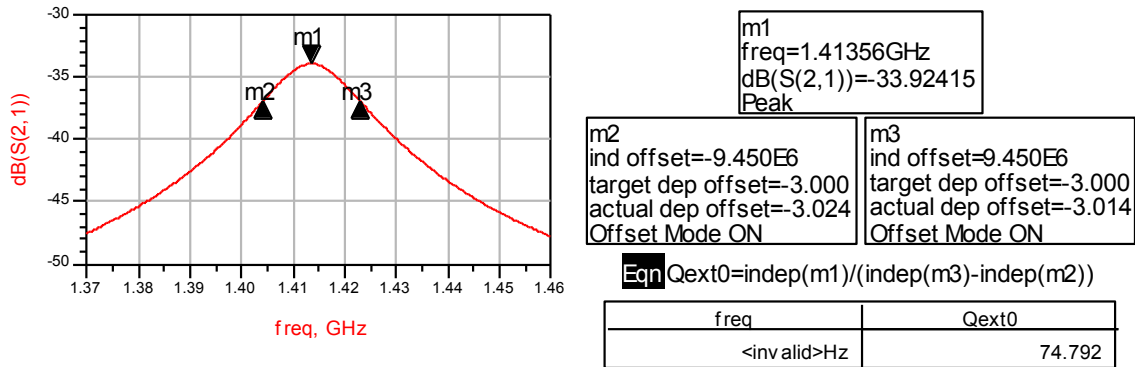 -30
-35
-40
-45
-50
dB(S(2,1))
m1
m2
m3
1.37 1.38 1.39 1.40 1.41 1.42 1.43 1.44 1.45 1.46
freq, GHz
m1
freq=1.41356GHz
dB(S(2,1))=-33.92415
Peak
m2
ind offset=-9.450E6
target dep offset=-3.000
actual dep offset=-3.024
Offset Mode ON
m3
ind offset=9.450E6
target dep offset=-3.000
actual dep offset=-3.014
Offset Mode ON
Eqn Qext0=indep(m1)/(indep(m3)-indep(m2))
freq Qext0
<invalid>Hz 74.792